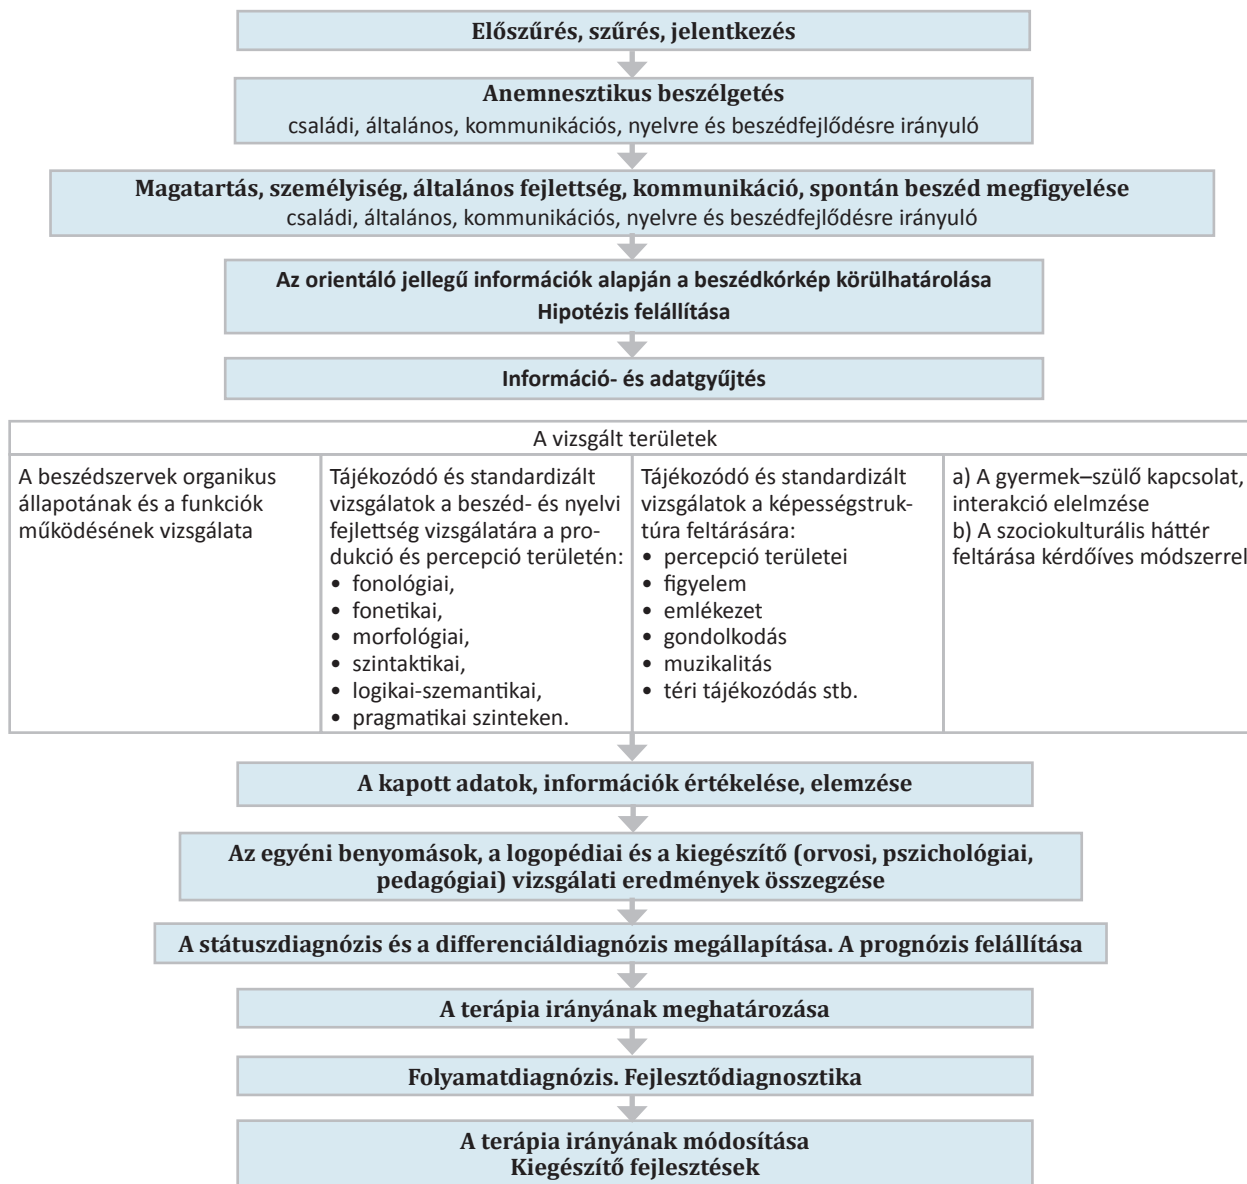 Előszűrés, szűrés, jelentkezés
Anemnesztikus beszélgetés
családi, általános, kommunikációs, nyelvre és beszédfejlődésre irányuló
Magatartás, személyiség, általános fejlettség, kommunikáció, spontán beszéd megfigyelése
családi, általános, kommunikációs, nyelvre és beszédfejlődésre irányuló
Az orientáló jellegű információk alapján a beszédkórkép körülhatárolása
Hipotézis felállítása
Információ- és adatgyűjtés
A vizsgált területek
A beszédszervek organikus
állapotának és a funkciók
működésének vizsgálata
Tájékozódó és standardizált
vizsgálatok a beszéd- és nyelvi
fejlettség vizsgálatára a pro-
dukció és percepció területén:
• fonológiai,
• fonetikai,
• morfológiai,
• szintaktikai,
• logikai-szemantikai,
• pragmatikai szinteken.
Tájékozódó és standardizált
vizsgálatok a képességstruk-
túra feltárására:
• percepció területei
• figyelem
• emlékezet
• gondolkodás
• muzikalitás
• téri tájékozódás stb.
a) A gyermek–szülő kapcsolat,
interakció elelmzése
b) A szociokulturális háttér
feltárása kérdőíves módszerrel
A kapott adatok, információk értékelése, elemzése
Az egyéni benyomások, a logopédiai és a kiegészítő (orvosi, pszichológiai,
pedagógiai) vizsgálati eredmények összegzése
A státuszdiagnózis és a differenciáldiagnózis megállapítása. A prognózis felállítása
A terápia irányának meghatározása
Folyamatdiagnózis. Fejlesztődiagnosztika
A terápia irányának módosítása
Kiegészítő fejlesztések